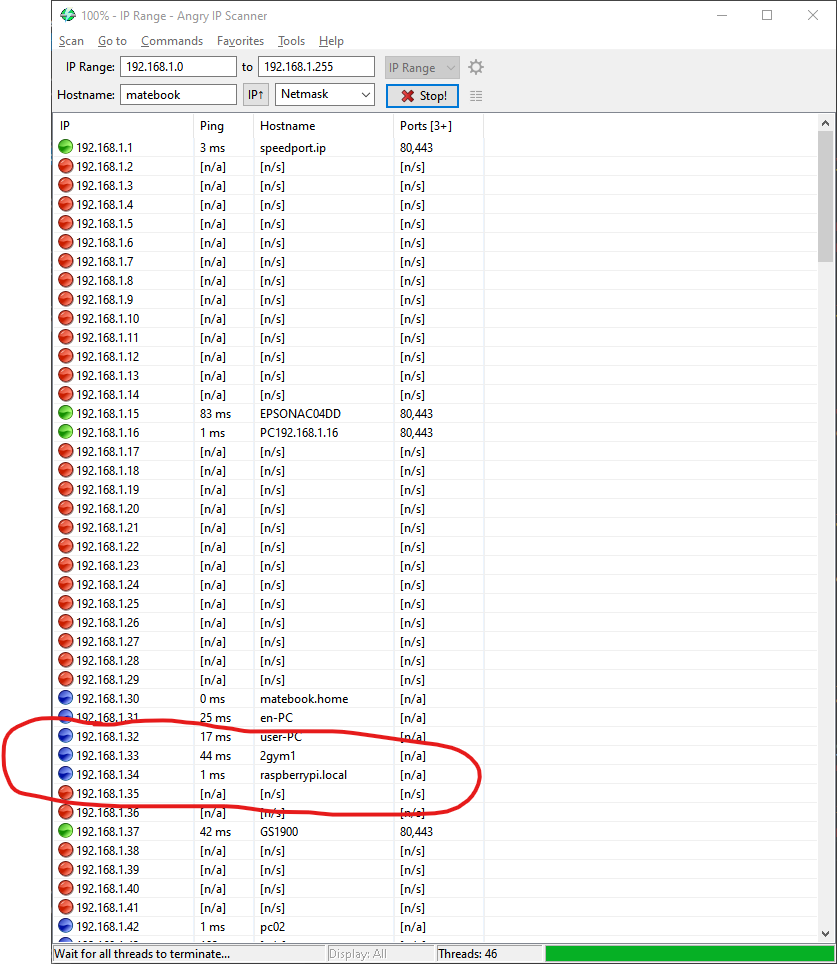 100% - IP Range - Angry IP Scanner
Scan Go to Commands Favorites Tools Help
IP Range: 192.168.1.0 to 192.168.1.255 IP Range
Hostname: matebook IP↑ Netmask Stop!
IP Ping Hostname Ports [3+]
192.168.1.1 3 ms speedport.ip 80,443
192.168.1.2 [n/a] [n/s] [n/s]
192.168.1.3 [n/a] [n/s] [n/s]
192.168.1.4 [n/a] [n/s] [n/s]
192.168.1.5 [n/a] [n/s] [n/s]
192.168.1.6 [n/a] [n/s] [n/s]
192.168.1.7 [n/a] [n/s] [n/s]
192.168.1.8 [n/a] [n/s] [n/s]
192.168.1.9 [n/a] [n/s] [n/s]
192.168.1.10 [n/a] [n/s] [n/s]
192.168.1.11 [n/a] [n/s] [n/s]
192.168.1.12 [n/a] [n/s] [n/s]
192.168.1.13 [n/a] [n/s] [n/s]
192.168.1.14 [n/a] [n/s] [n/s]
192.168.1.15 83 ms EPSONAC04DD 80,443
192.168.1.16 1 ms PC192.168.1.16 80,443
192.168.1.17 [n/a] [n/s] [n/s]
192.168.1.18 [n/a] [n/s] [n/s]
192.168.1.19 [n/a] [n/s] [n/s]
192.168.1.20 [n/a] [n/s] [n/s]
192.168.1.21 [n/a] [n/s] [n/s]
192.168.1.22 [n/a] [n/s] [n/s]
192.168.1.23 [n/a] [n/s] [n/s]
192.168.1.24 [n/a] [n/s] [n/s]
192.168.1.25 [n/a] [n/s] [n/s]
192.168.1.26 [n/a] [n/s] [n/s]
192.168.1.27 [n/a] [n/s] [n/s]
192.168.1.28 [n/a] [n/s] [n/s]
192.168.1.29 [n/a] [n/s] [n/s]
192.168.1.30 0 ms matebook.home [n/a]
192.168.1.31 25 ms en-PC [n/a]
192.168.1.32 17 ms user-PC [n/a]
192.168.1.33 44 ms 2gym1 [n/a]
192.168.1.34 1 ms raspberrypi.local [n/a]
192.168.1.35 [n/a] [n/s] [n/s]
192.168.1.36 [n/a] [n/s] [n/s]
192.168.1.37 42 ms GS1900 80,443
192.168.1.38 [n/a] [n/s] [n/s]
192.168.1.39 [n/a] [n/s] [n/s]
192.168.1.40 [n/a] [n/s] [n/s]
192.168.1.41 [n/a] [n/s] [n/s]
192.168.1.42 1 ms pc02 [n/a]
Wait for all threads to terminate... Display: All Threads: 46